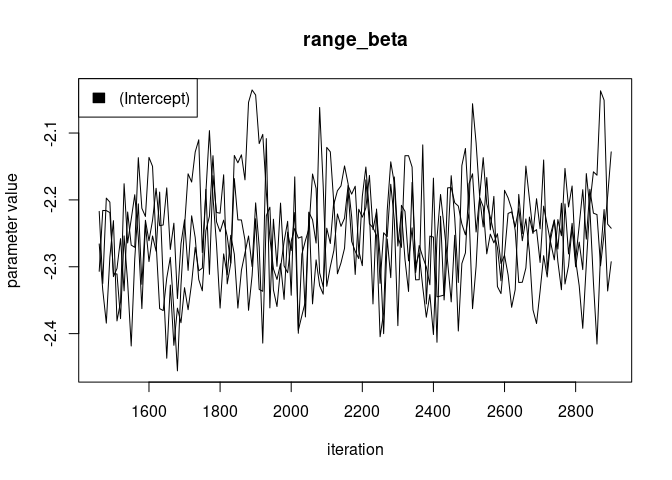 range_beta
(Intercept)
parameter value
-2.1
-2.2
-2.3
-2.4
1600 1800 2000 2200 2400 2600 2800
iteration